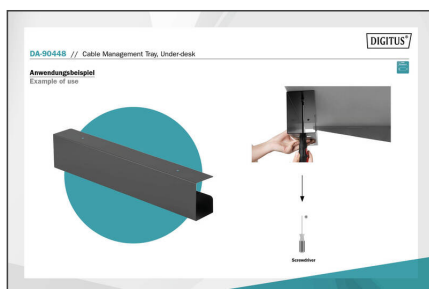 DIGITUS®
DA-90448 // Cable Management Tray, Under-desk
Anwendungsbeispiel
Example of use
Screwdriver